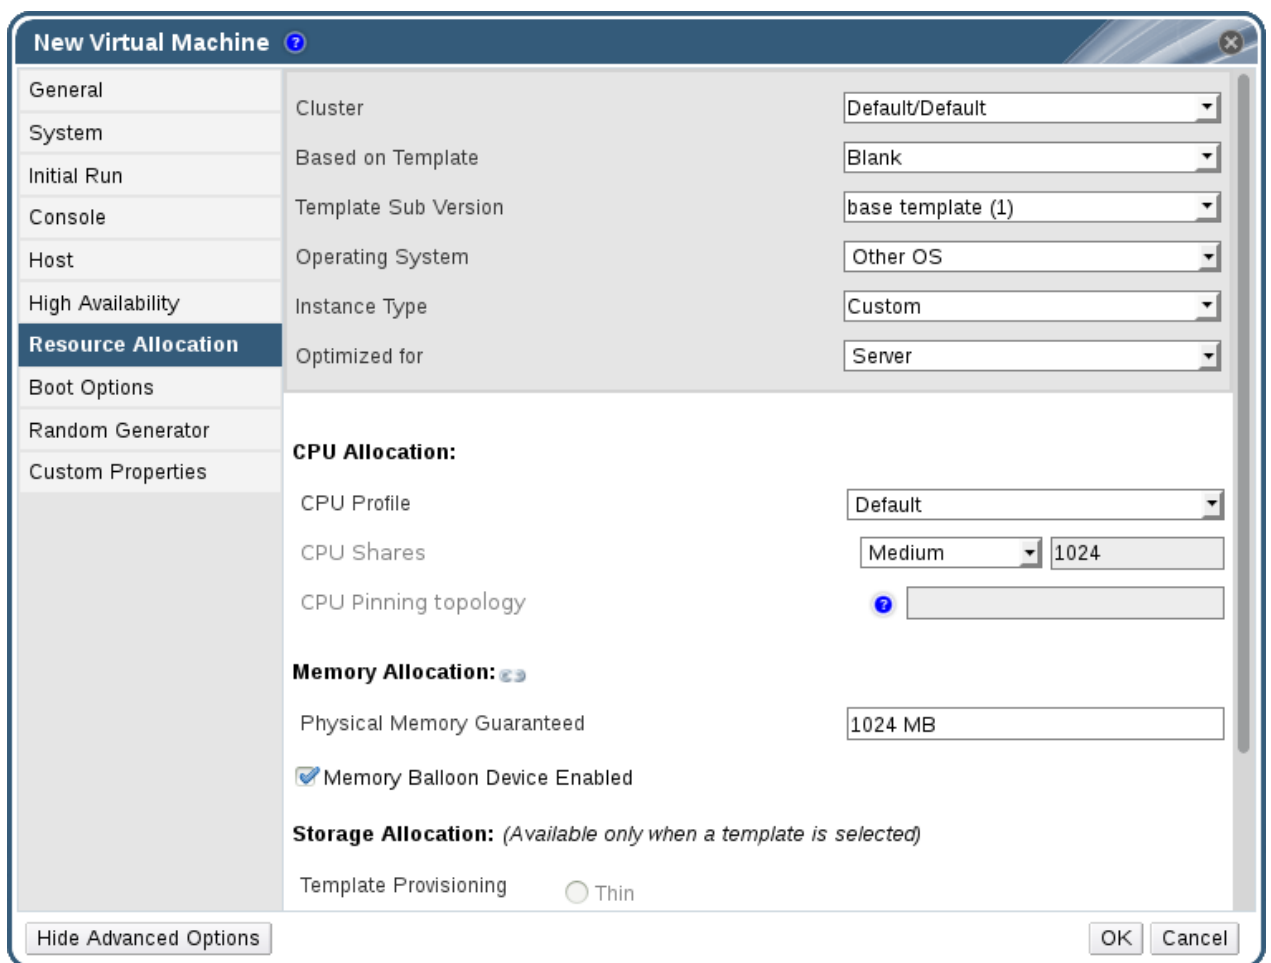 New Virtual Machine ?
General
System
Initial Run
Console
Host
High Availability
Resource Allocation
Boot Options
Random Generator
Custom Properties
Cluster Default/Default
Based on Template Blank
Template Sub Version base template (1)
Operating System Other OS
Instance Type Custom
Optimized for Server
CPU Allocation:
CPU Profile Default
CPU Shares Medium 1024
CPU Pinning topology ?
Memory Allocation:
Physical Memory Guaranteed 1024 MB
Memory Balloon Device Enabled
Storage Allocation: (Available only when a template is selected)
Template Provisioning Thin
Hide Advanced Options OK Cancel